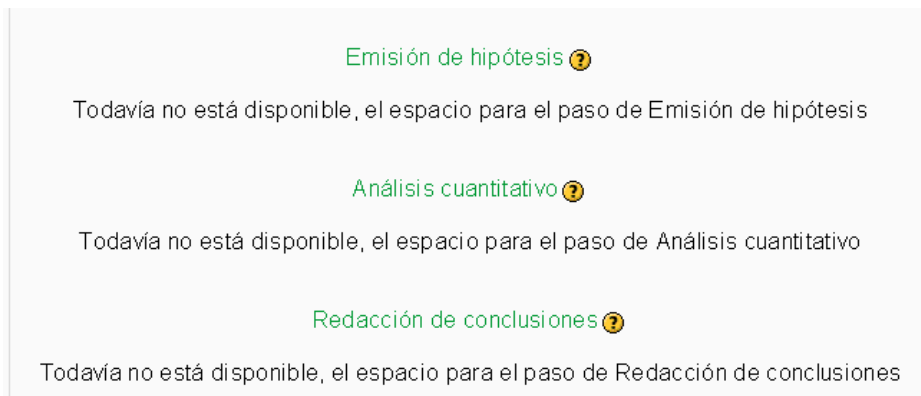 Emisión de hipótesis ?
Todavía no está disponible, el espacio para el paso de Emisión de hipótesis
Análisis cuantitativo ?
Todavía no está disponible, el espacio para el paso de Análisis cuantitativo
Redacción de conclusiones ?
Todavía no está disponible, el espacio para el paso de Redacción de conclusiones